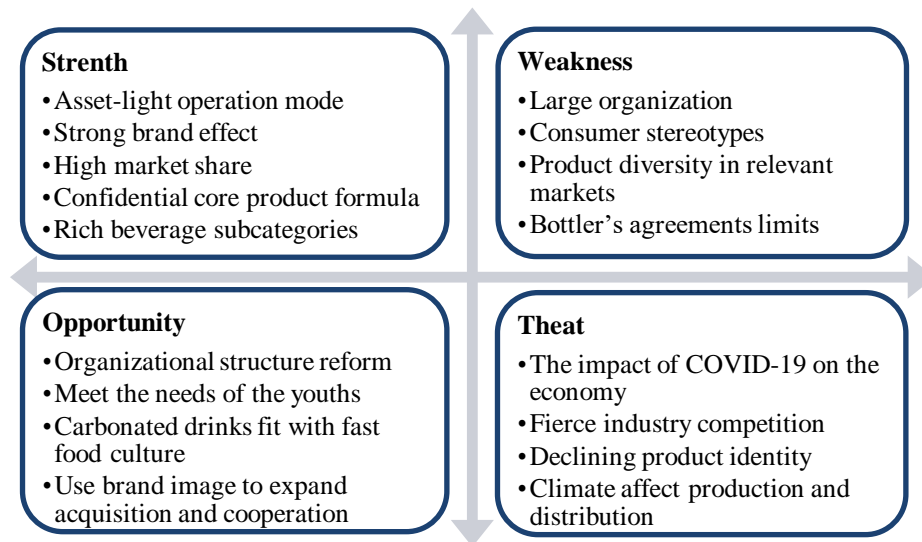 Strenth
•Asset-light operation mode
•Strong brand effect
•High market share
•Confidential core product formula
•Rich beverage subcategories
Weakness
•Large organization
•Consumer stereotypes
•Product diversity in relevant
markets
•Bottler’s agreements limits
Opportunity
•Organizational structure reform
•Meet the needs of the youths
•Carbonated drinks fit with fast
food culture
•Use brand image to expand
acquisition and cooperation
Theat
•The impact of COVID-19 on the
economy
•Fierce industry competition
•Declining product identity
•Climate affect production and
distribution